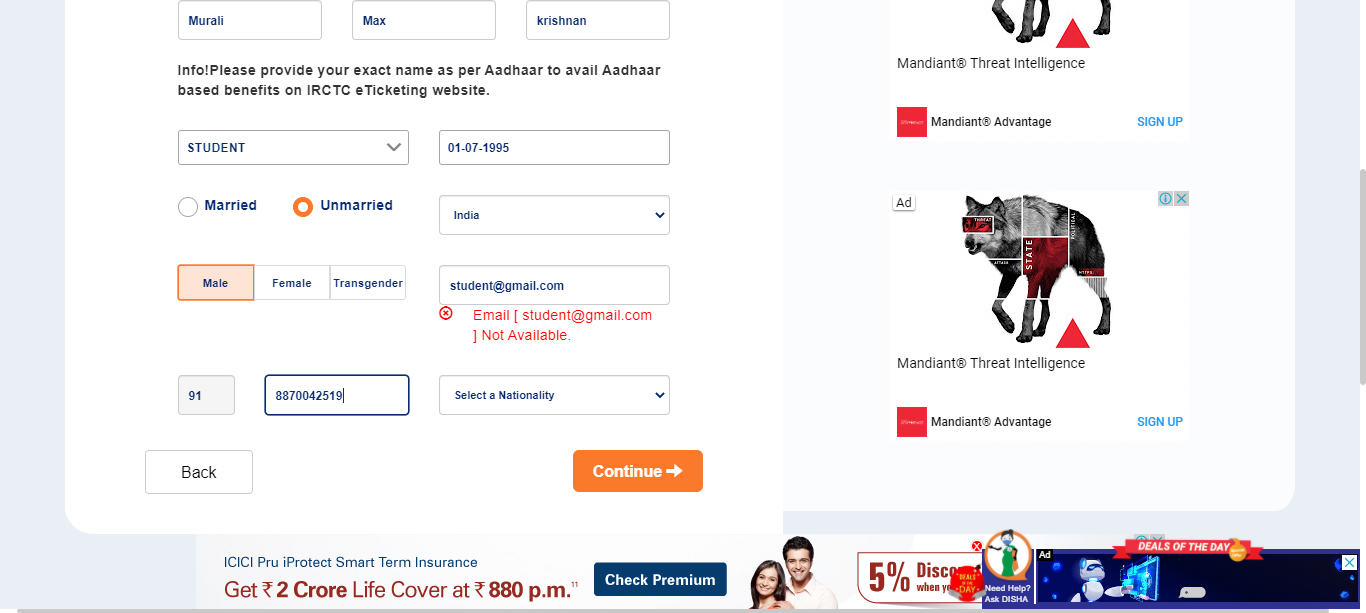 Murali Max krishnan
Info!Please provide your exact name as per Aadhaar to avail Aadhaar
based benefits on IRCTC eTicketing website.
STUDENT 01-07-1995
Married Unmarried India
Male Female Transgender student@gmail.com
Email [ student@gmail.com
] Not Available.
91 8870042519 Select a Nationality
Back Continue
Mandiant® Threat Intelligence
Mandiant® Advantage SIGN UP
Ad
THREAT
STATE
POLITICAL
ATTACK
HTTPS:
Mandiant® Threat Intelligence
Mandiant® Advantage SIGN UP
ICICI Pru iProtect Smart Term Insurance
Get ₹ 2 Crore Life Cover at ₹ 880 p.m.11
Check Premium
5% Disco
when yo
DEALS OF THE DAY
Need Help?
Ask DISHA
Ad
DEALS OF THE DAY